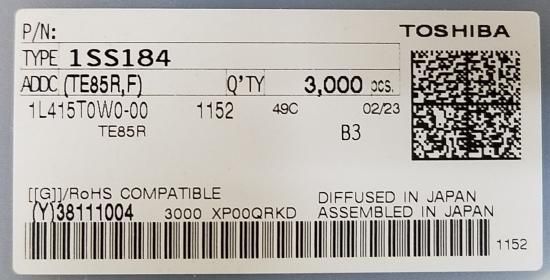 P/N:
TOSHIBA
TYPE 1SS184
ADDC (TE85R,F) Q'TY 3,000 pcs.
1L415T0W0-00 1152 49C 02/23
TE85R B3
[[G]]/RoHS COMPATIBLE DIFFUSED IN JAPAN
(Y)38111004 3000 XP00QRKD ASSEMBLED IN JAPAN
1152